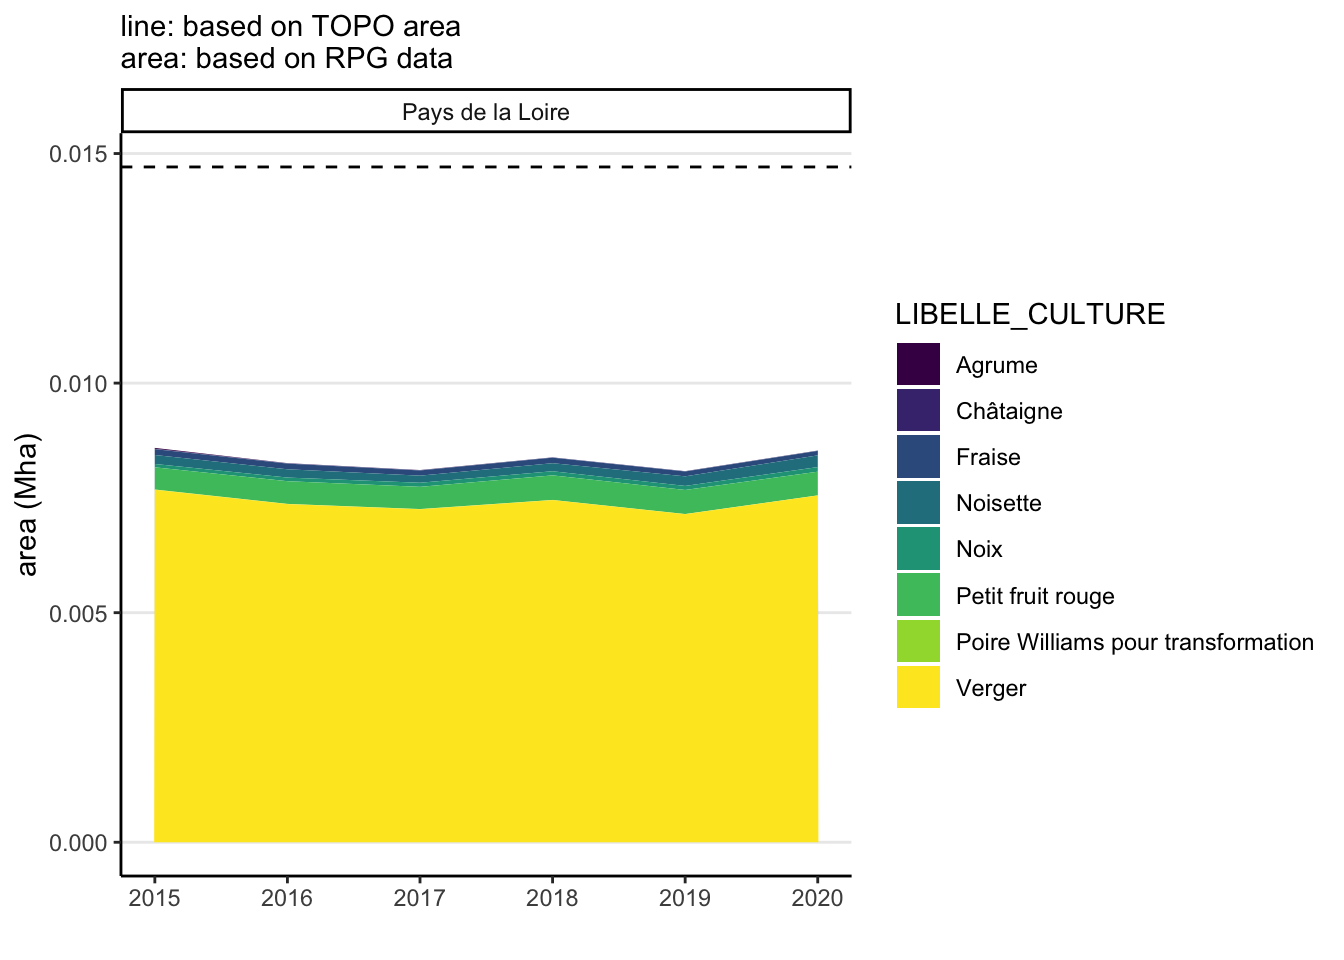 line: based on TOPO area
area: based on RPG data
Pays de la Loire
0.015
0.010
0.005
0.000
area (Mha)
2015 2016 2017 2018 2019 2020
LIBELLE_CULTURE
Agrume
Châtaigne
Fraise
Noisette
Noix
Petit fruit rouge
Poire Williams pour transformation
Verger